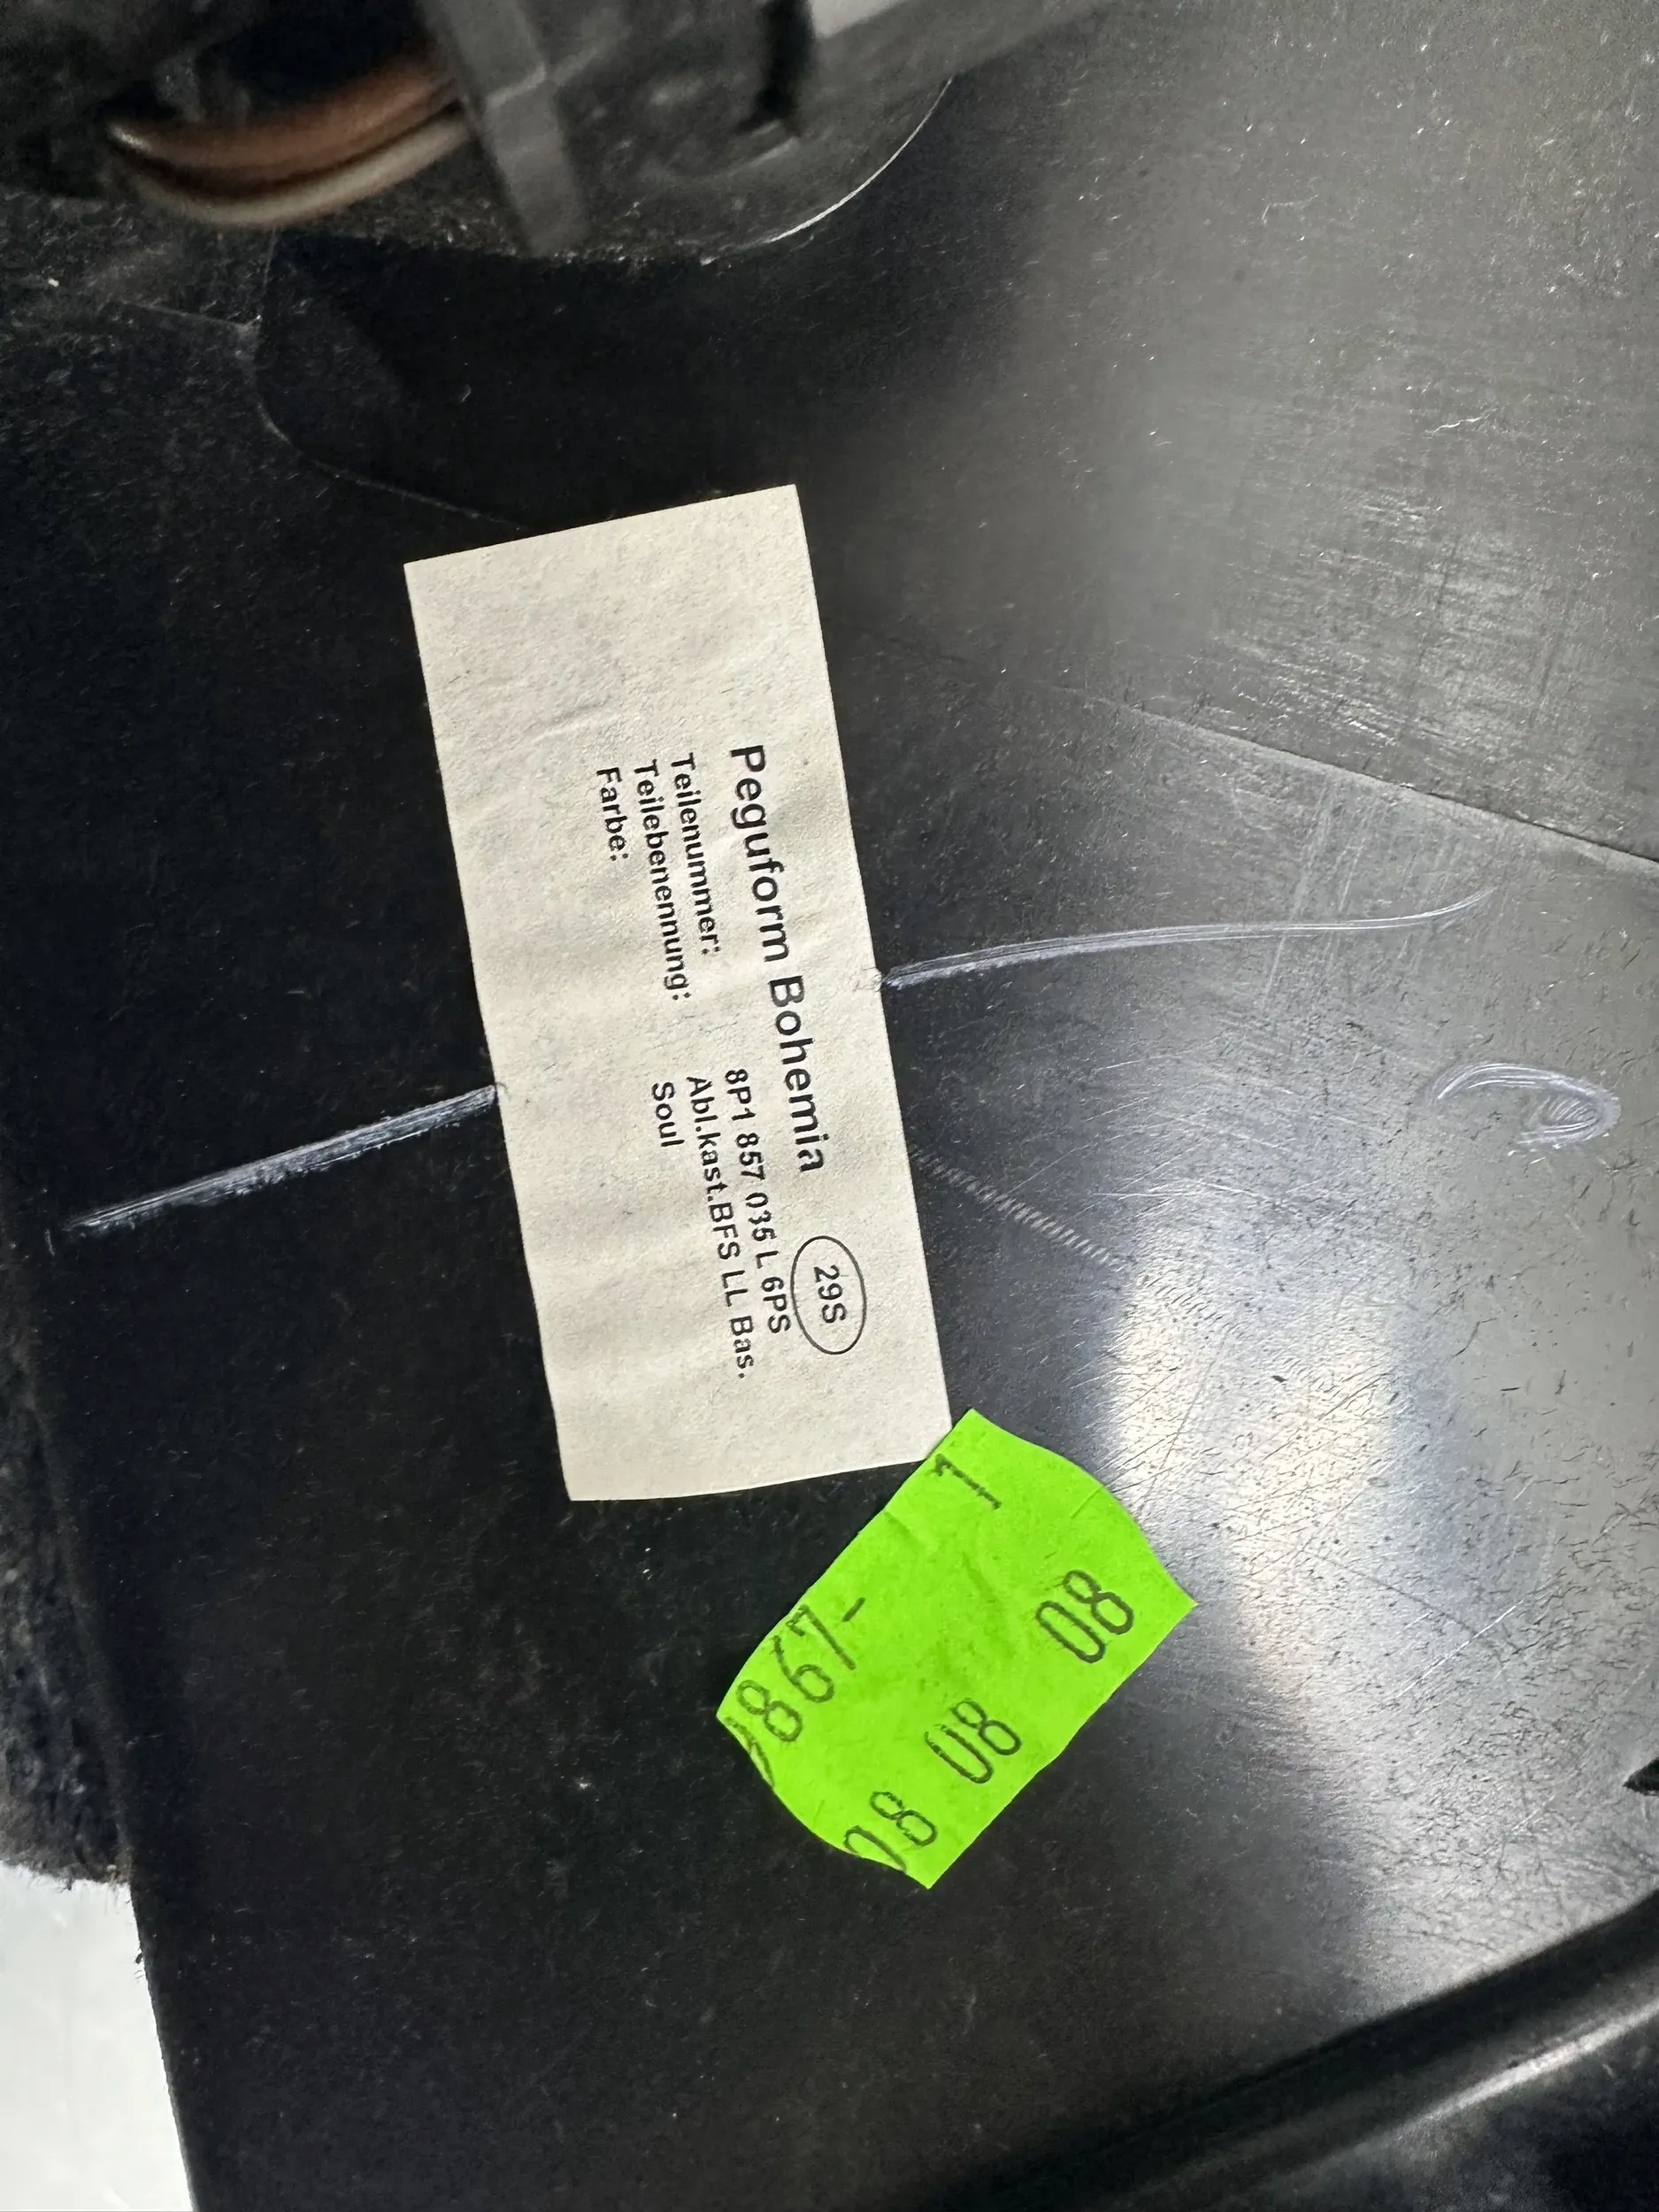 Peguform Bohemia
29S
Teilenummer: 8P1 857 035 L 6PS
Teilebenennung: Abl.kast.BFS LL Bas.
Farbe: Soul
1
08
867-
08
08